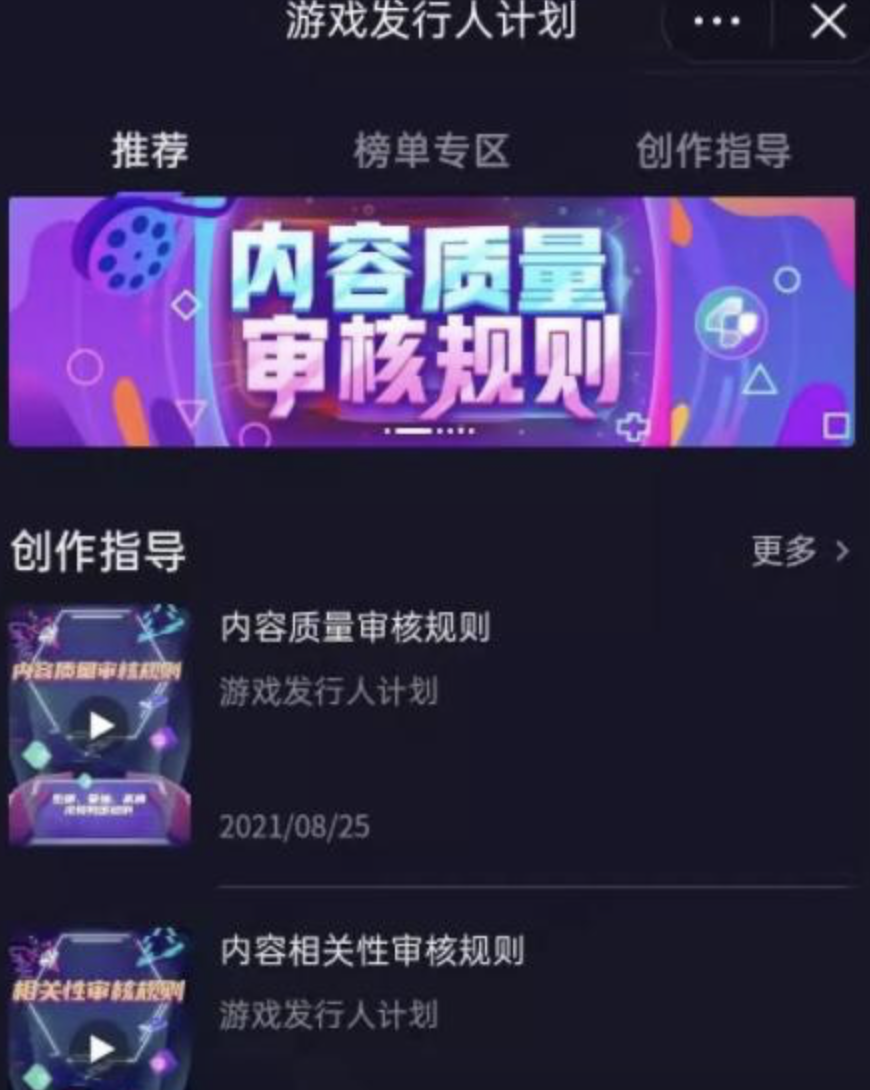 游戏发行人计划
推荐
榜单专区
创作指导
内容质量
审核规则
创作指导
更多
内容质量审核规则
内容质量审核规则
游戏发行人计划
2021/08/25
内容相关性审核规则
相关性审核规则
游戏发行人计划